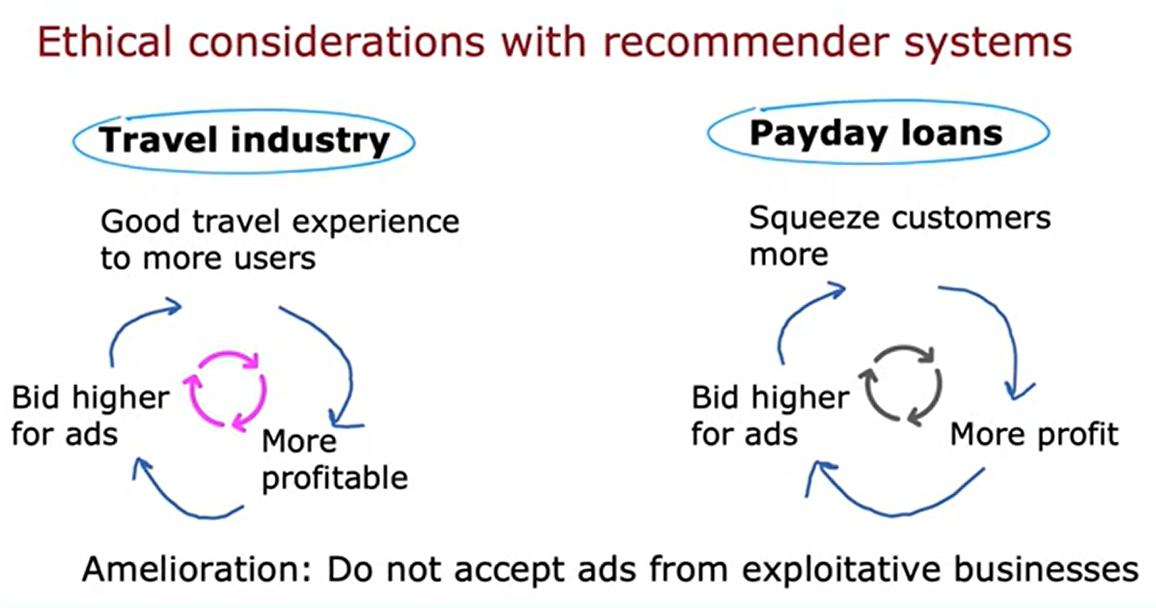 Ethical considerations with recommender systems
Travel industry
Good travel experience
to more users
Bid higher
for ads
More
profitable
Payday loans
Squeeze customers
more
Bid higher
for ads
More profit
Amelioration: Do not accept ads from exploitative businesses